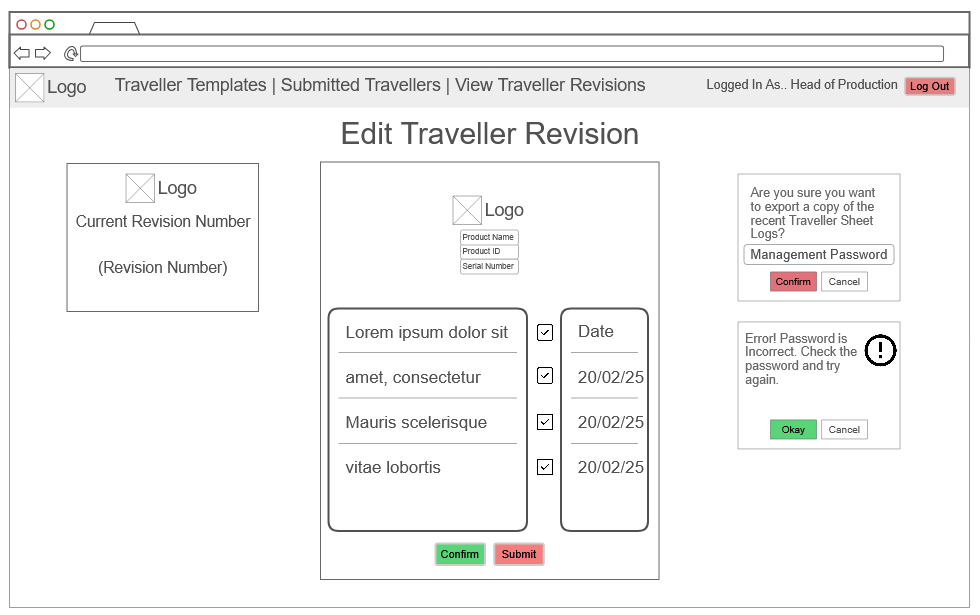 Logo
Traveller Templates | Submitted Travellers | View Traveller Revisions
Logged In As.. Head of Production
Log Out
Edit Traveller Revision
Logo
Current Revision Number
(Revision Number)
Logo
Product Name
Product ID
Serial Number
Lorem ipsum dolor sit
Date
amet, consectetur
20/02/25
Mauris scelerisque
20/02/25
vitae lobortis
20/02/25
Confirm
Submit
Are you sure you want
to export a copy of the
recent Traveller Sheet
Logs?
Management Password
Confirm
Cancel
Error! Password is
Incorrect. Check the
password and try
again.
Okay
Cancel